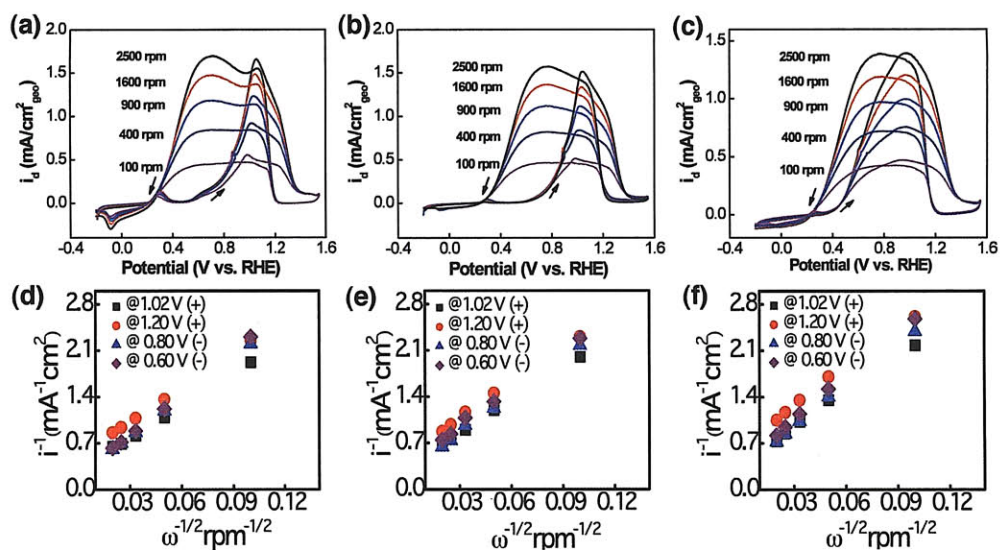 (a)
2.0
1.5
1.0
0.5
0.0
i_d (mA/cm²_geo)
2500 rpm
1600 rpm
900 rpm
400 rpm
100 rpm
-0.4 0.0 0.4 0.8 1.2 1.6
Potential (V vs. RHE)
(b)
2.0
1.5
1.0
0.5
0.0
i_d (mA/cm²_geo)
2500 rpm
1600 rpm
900 rpm
400 rpm
100 rpm
-0.4 0.0 0.4 0.8 1.2 1.6
Potential (V vs. RHE)
(c)
1.5
1.0
0.5
0.0
i_d (mA/cm²_geo)
2500 rpm
1600 rpm
900 rpm
400 rpm
100 rpm
-0.4 0.0 0.4 0.8 1.2 1.6
Potential (V vs. RHE)
(d)
2.8
2.1
1.4
0.7
0.0
i⁻¹(mA⁻¹cm²)
@1.02 V (+)
@1.20 V (+)
@ 0.80 V (-)
@ 0.60 V (-)
0.03 0.06 0.09 0.12
ω⁻¹/²rpm⁻¹/²
(e)
2.8
2.1
1.4
0.7
0.0
i⁻¹(mA⁻¹cm²)
@1.02 V (+)
@1.20 V (+)
@ 0.80 V (-)
@ 0.60 V (-)
0.03 0.06 0.09 0.12
ω⁻¹/²rpm⁻¹/²
(f)
2.8
2.1
1.4
0.7
0.0
i⁻¹(mA⁻¹cm²)
@1.02 V (+)
@1.20 V (+)
@ 0.80 V (-)
@ 0.60 V (-)
0.03 0.06 0.09 0.12
ω⁻¹/²rpm⁻¹/²